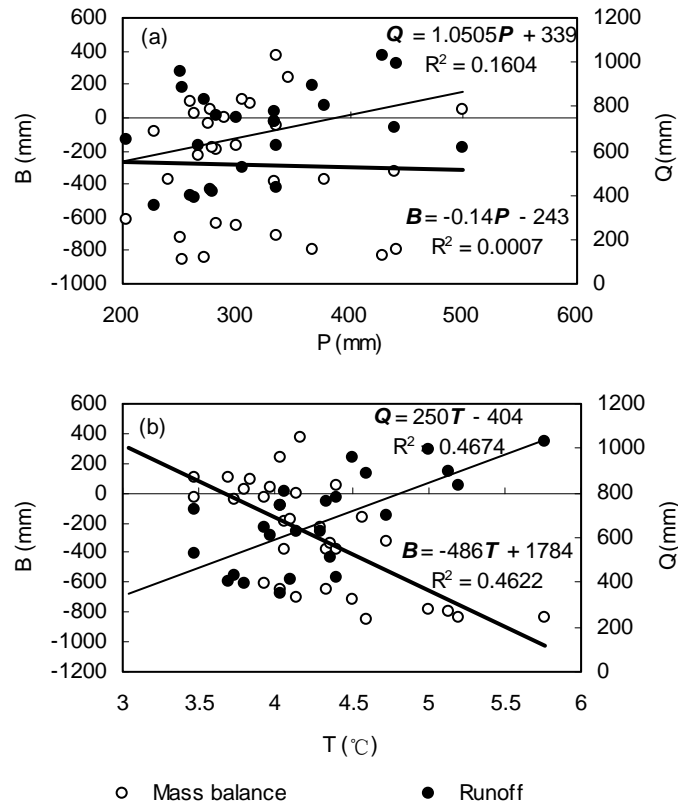 (a)
Q = 1.0505P + 339
R² = 0.1604
B = -0.14P - 243
R² = 0.0007
600
400
200
0
-200
-400
-600
-800
-1000
B (mm)
1200
1000
800
600
400
200
0
Q (mm)
200 300 400 500 600
P (mm)
(b)
Q = 250T - 404
R² = 0.4674
B = -486T + 1784
R² = 0.4622
600
400
200
0
-200
-400
-600
-800
-1000
-1200
B (mm)
1200
1000
800
600
400
200
0
Q (mm)
3 3.5 4 4.5 5 5.5 6
T (℃)
Mass balance Runoff